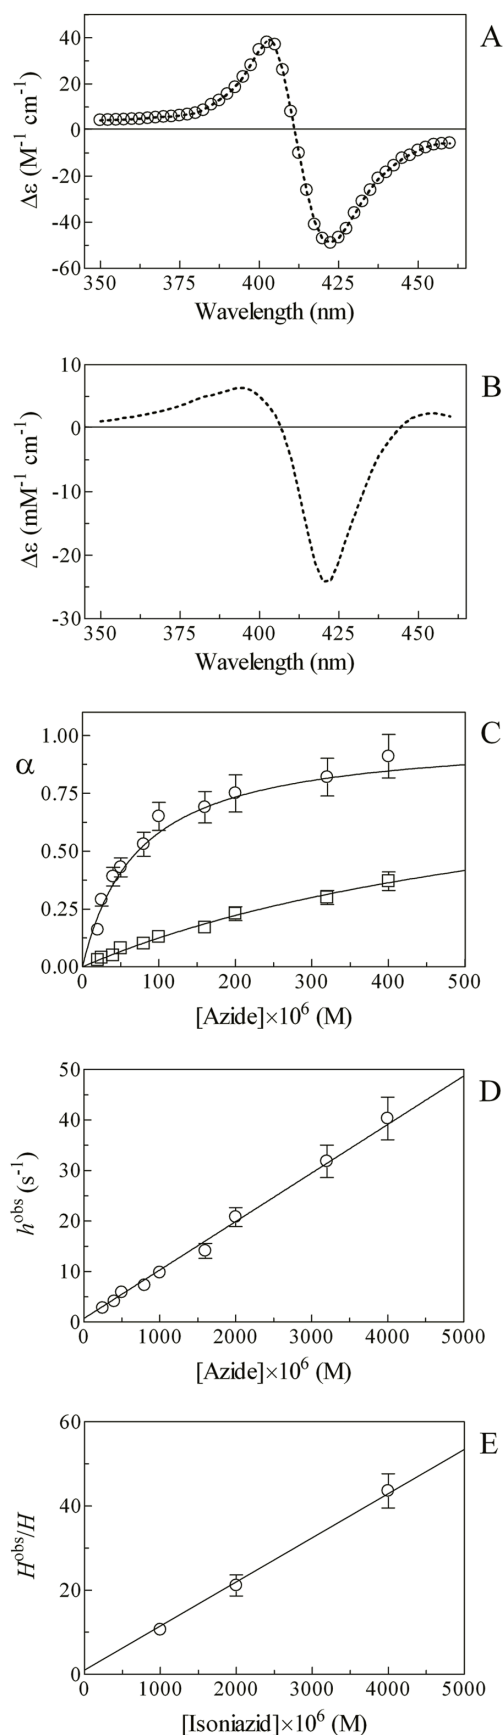 A
40
20
0
-20
-40
-60
Δε (M⁻¹ cm⁻¹)
350 375 400 425 450
Wavelength (nm)
B
10
0
-10
-20
-30
Δε (mM⁻¹ cm⁻¹)
350 375 400 425 450
Wavelength (nm)
C
α
1.00
0.75
0.50
0.25
0.00
0 100 200 300 400 500
[Azide]×10⁶ (M)
D
50
40
30
20
10
0
hᵒᵇˢ (s⁻¹)
0 1000 2000 3000 4000 5000
[Azide]×10⁶ (M)
E
60
40
20
0
Hᵒᵇˢ/H
0 1000 2000 3000 4000 5000
[Isoniazid]×10⁶ (M)